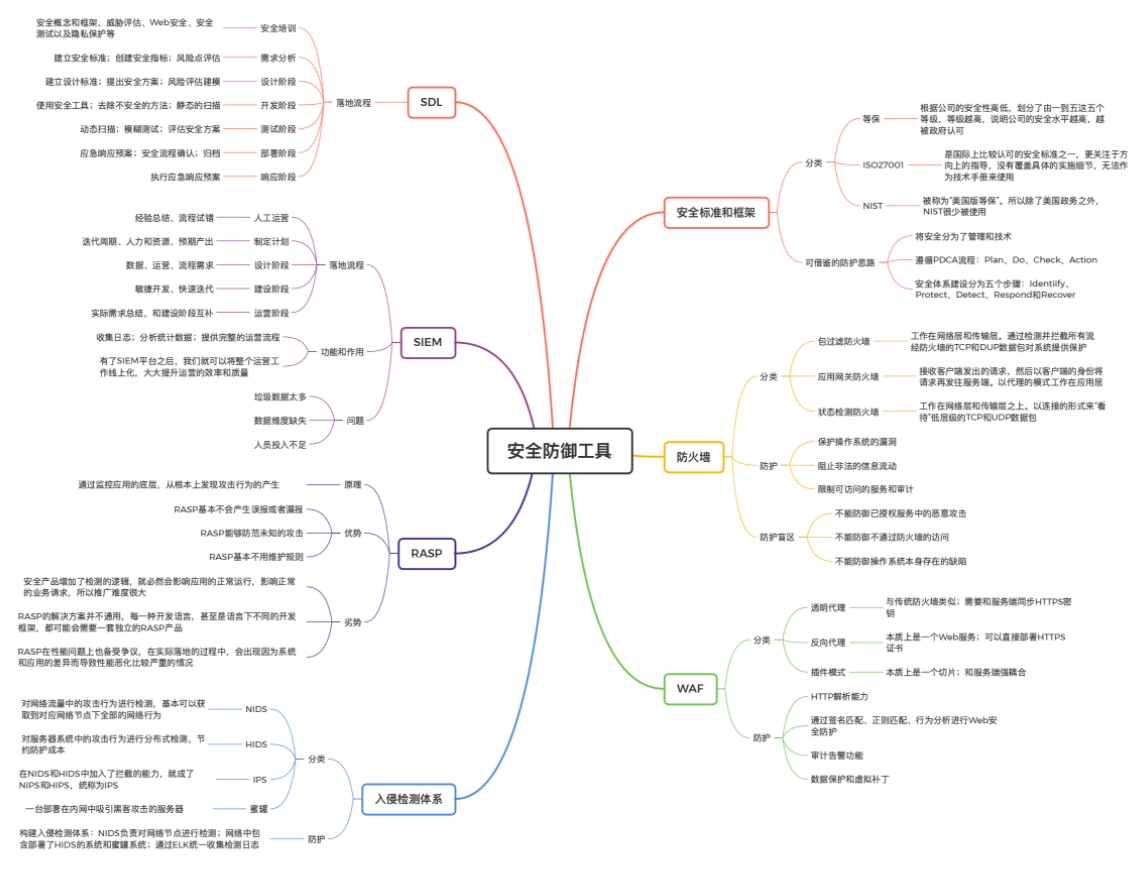 安全防御工具
SDL
落地流程
安全培训
安全概念和框架、威胁评估、Web安全、安全
测试以及隐私保护等
需求分析
建立安全标准；创建安全指标；风险点评估
设计阶段
建立设计标准；提出安全方案；风险评估建模
开发阶段
使用安全工具；去除不安全的方法；静态的扫描
测试阶段
动态扫描；模糊测试；评估安全方案
部署阶段
应急响应预案；安全流程确认；归档
响应阶段
执行应急响应预案
SIEM
落地流程
人工运营
经验总结、流程试错
制定计划
迭代周期、人力和资源、预期产出
设计阶段
数据、运营、流程需求
建设阶段
敏捷开发、快速迭代
运营阶段
实际需求总结，和建设阶段互补
功能和作用
收集日志；分析统计数据；提供完整的运营流程
有了SIEM平台之后，我们就可以将整个运营工
作线上化，大大提升运营的效率和质量
问题
垃圾数据太多
数据维度缺失
人员投入不足
RASP
原理
通过监控应用的底层，从根本上发现攻击行为的产生
优势
RASP基本不会产生误报或者漏报
RASP能够防范未知的攻击
RASP基本不用维护规则
劣势
安全产品增加了检测的逻辑，就必然会影响应用的正常运行，影响正常
的业务请求，所以推广难度很大
RASP的解决方案并不通用，每一种开发语言，甚至是语言下不同的开发
框架，都可能会需要一套独立的RASP产品
RASP在性能问题上也备受争议，在实际落地的过程中，会出现因为系统
和应用的差异而导致性能恶化比较严重的情况
入侵检测体系
分类
NIDS
对网络流量中的攻击行为进行检测，基本可以获
取到对应网络节点下全部的网络行为
HIDS
对服务器系统中的攻击行为进行分布式检测，节
约防护成本
IPS
在NIDS和HIDS中加入了拦截的能力，就成了
NIPS和HIPS，统称为IPS
蜜罐
一台部署在内网中吸引黑客攻击的服务器
防护
构建入侵检测体系：NIDS负责对网络节点进行检测；网络中包
含部署了HIDS的系统和蜜罐系统；通过ELK统一收集检测日志
安全标准和框架
分类
等保
根据公司的安全性高低，划分了由一到五这五个
等级，等级越高，说明公司的安全水平越高，越
被政府认可
ISO27001
是国际上比较认可的安全标准之一，更关注于方
向上的指导，没有覆盖具体的实施细节，无法作
为技术手册来使用
NIST
被称为“美国版等保”。所以除了美国政务之外，
NIST很少被使用
可借鉴的防护思路
将安全分为了管理和技术
遵循PDCA流程：Plan、Do、Check、Action
安全体系建设分为五个步骤：Identiify、
Protect、Detect、Respond和Recover
防火墙
分类
包过滤防火墙
工作在网络层和传输层。通过检测并拦截所有流
经防火墙的TCP和DUP数据包对系统提供保护
应用网关防火墙
接收客户端发出的请求，然后以客户端的身份将
请求再发往服务端。以代理的模式工作在应用层
状态检测防火墙
工作在网络层和传输层之上。以连接的形式来“看
待”低层级的TCP和UDP数据包
防护
保护操作系统的漏洞
阻止非法的信息流动
限制可访问的服务和审计
防护盲区
不能防御已授权服务中的恶意攻击
不能防御不通过防火墙的访问
不能防御操作系统本身存在的缺陷
WAF
分类
透明代理
与传统防火墙类似；需要和服务端同步HTTPS密
钥
反向代理
本质上是一个Web服务；可以直接部署HTTPS
证书
插件模式
本质上是一个切片；和服务端强耦合
防护
HTTP解析能力
通过签名匹配、正则匹配、行为分析进行Web安
全防护
审计告警功能
数据保护和虚拟补丁